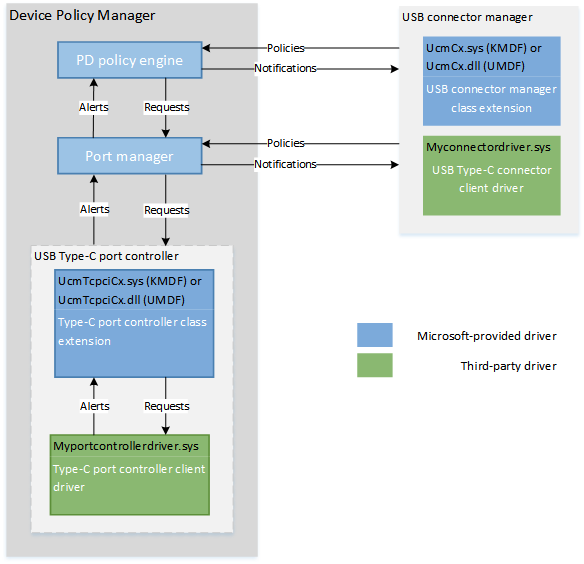 Device Policy Manager
PD policy engine
Alerts
Requests
Port manager
Alerts
Requests
USB Type-C port controller
UcmTcpciCx.sys (KMDF) or
UcmTcpciCx.dll (UMDF)
Type-C port controller class
extension
Alerts
Requests
Myportcontrollerdriver.sys
Type-C port controller client
driver
Policies
Notifications
Policies
Notifications
USB connector manager
UcmCx.sys (KMDF) or
UcmCx.dll (UMDF)
USB connector manager
class extension
Myconnectordriver.sys
USB Type-C connector
client driver
Microsoft-provided driver
Third-party driver